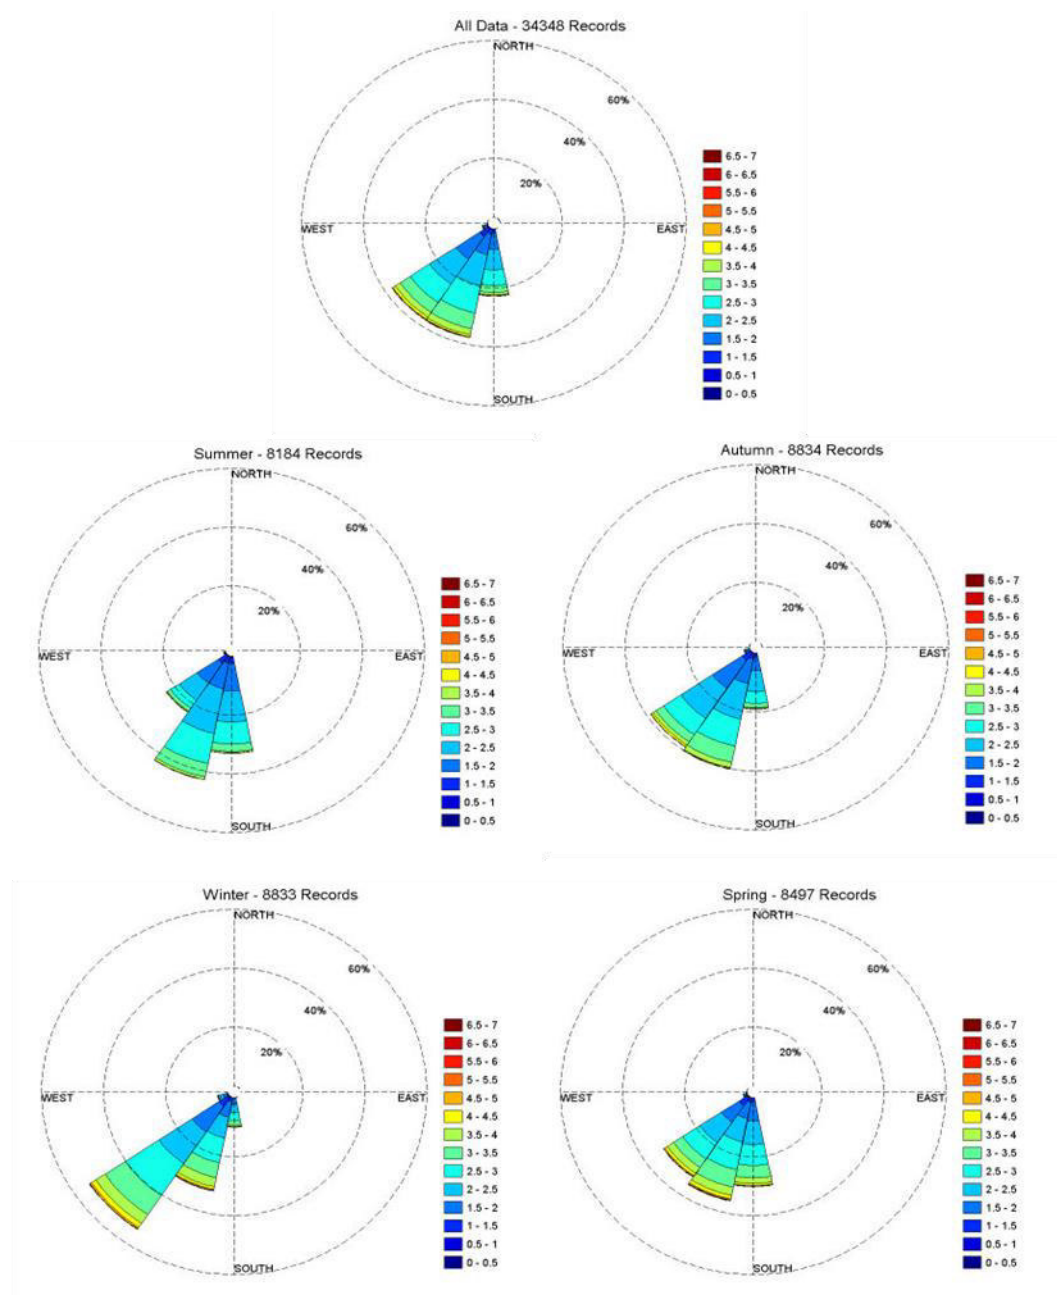 All Data - 34348 Records
NORTH
60%
40%
20%
WEST
EAST
SOUTH
6.5 - 7
6 - 6.5
5.5 - 6
5 - 5.5
4.5 - 5
4 - 4.5
3.5 - 4
3 - 3.5
2.5 - 3
2 - 2.5
1.5 - 2
1 - 1.5
0.5 - 1
0 - 0.5
Summer - 8184 Records
NORTH
60%
40%
20%
WEST
EAST
SOUTH
6.5 - 7
6 - 6.5
5.5 - 6
5 - 5.5
4.5 - 5
4 - 4.5
3.5 - 4
3 - 3.5
2.5 - 3
2 - 2.5
1.5 - 2
1 - 1.5
0.5 - 1
0 - 0.5
Autumn - 8834 Records
NORTH
60%
40%
20%
WEST
EAST
SOUTH
6.5 - 7
6 - 6.5
5.5 - 6
5 - 5.5
4.5 - 5
4 - 4.5
3.5 - 4
3 - 3.5
2.5 - 3
2 - 2.5
1.5 - 2
1 - 1.5
0.5 - 1
0 - 0.5
Winter - 8833 Records
NORTH
60%
40%
20%
WEST
EAST
SOUTH
6.5 - 7
6 - 6.5
5.5 - 6
5 - 5.5
4.5 - 5
4 - 4.5
3.5 - 4
3 - 3.5
2.5 - 3
2 - 2.5
1.5 - 2
1 - 1.5
0.5 - 1
0 - 0.5
Spring - 8497 Records
NORTH
60%
40%
20%
WEST
EAST
SOUTH
6.5 - 7
6 - 6.5
5.5 - 6
5 - 5.5
4.5 - 5
4 - 4.5
3.5 - 4
3 - 3.5
2.5 - 3
2 - 2.5
1.5 - 2
1 - 1.5
0.5 - 1
0 - 0.5